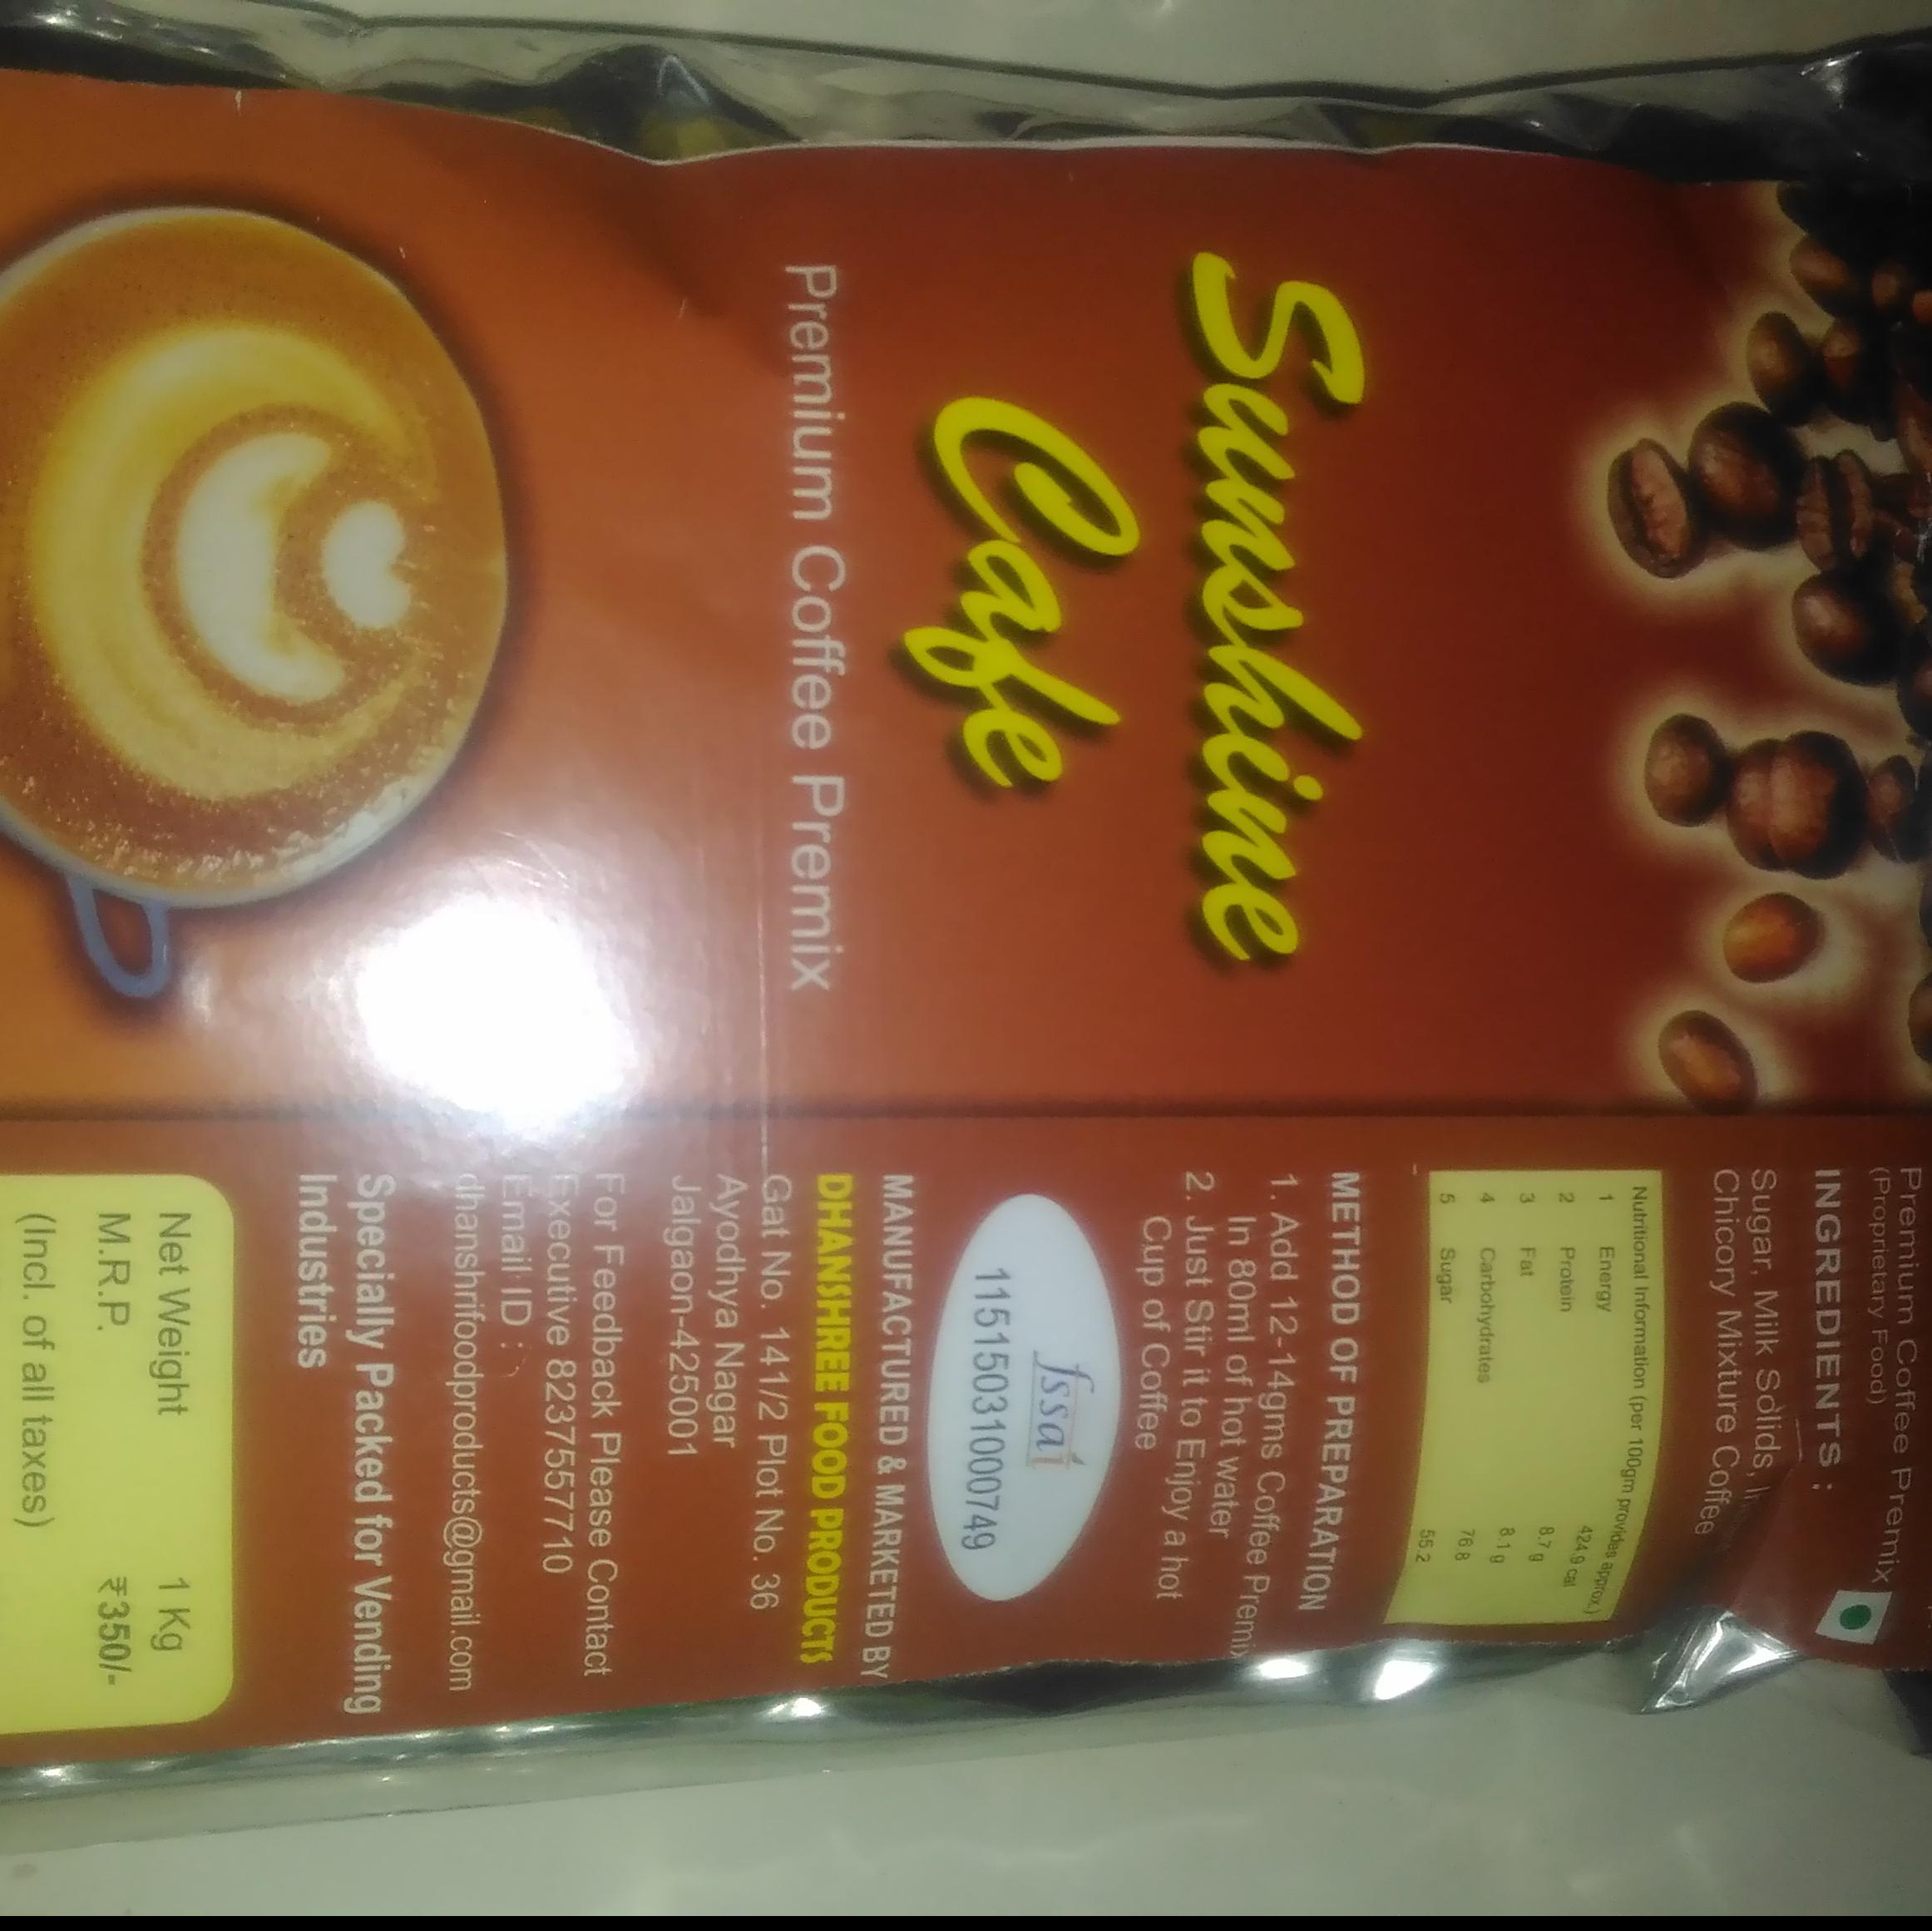 Sunshine
Cafe
Premium Coffee Premix
Premium Coffee Premix
(Proprietary Food)
INGREDIENTS :
Sugar, Milk Solids,
Chicory Mixture Coffee
Nutritional Information (per 100gm provides approx.)
1 Energy 424.9 cal
2 Protein 8.7 g
3 Fat 8.1 g
4 Carbohydrates 76.8
5 Sugar 55.2
METHOD OF PREPARATION
1. Add 12-14gms Coffee Premix
In 80ml of hot water
2. Just Stir it to Enjoy a hot
Cup of Coffee
fssai
11515031000749
MANUFACTURED & MARKETED BY
DHANSHREE FOOD PRODUCTS
Gat No. 141/2 Plot No. 36
Ayodhya Nagar
Jalgaon-425001
For Feedback Please Contact
Executive 8237557710
Email ID :
dhanshrifoodproducts@gmail.com
Specially Packed for Vending
Industries
Net Weight 1 Kg
M.R.P. ₹350/-
(Incl. of all taxes)